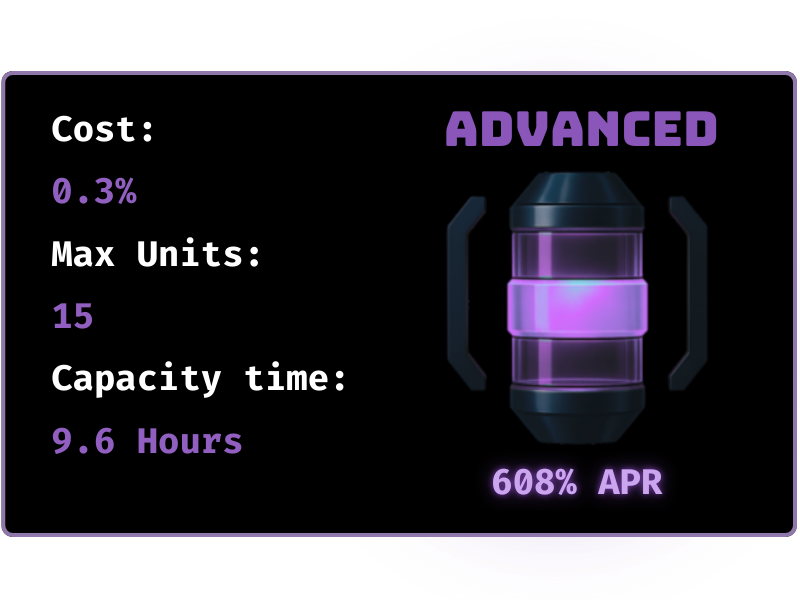 Cost:
0.3%
Max Units:
15
Capacity time:
9.6 Hours
ADVANCED
608% APR